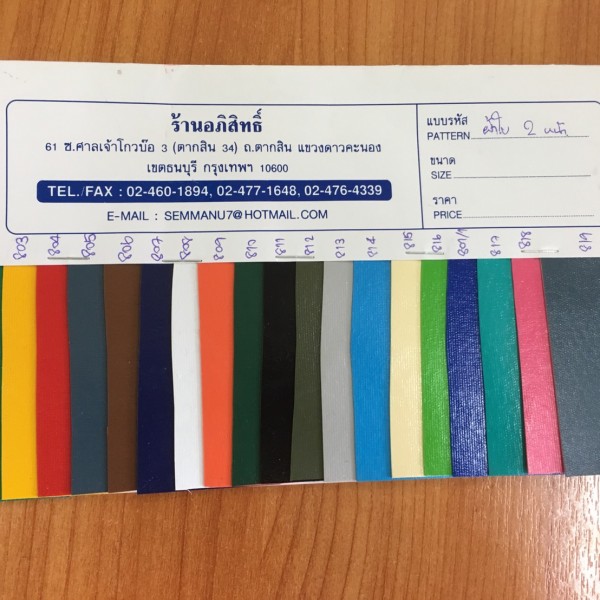 ร้านอภิสิทธิ์
61 ซ.ศาลเจ้าโกวบ๊อ 3 (ตากสิน 34) ถ.ตากสิน แขวงดาวคะนอง
เขตธนบุรี กรุงเทพฯ 10600
TEL./FAX : 02-460-1894, 02-477-1648, 02-476-4339
E-MAIL : SEMMANU7@HOTMAIL.COM
แบบรหัส
PATTERN ผ้าใบ 2 หน้า
ขนาด
SIZE
ราคา
PRICE
803 804 805 806 807 808 809 810 811 812 813 814 815 816 817 818 819